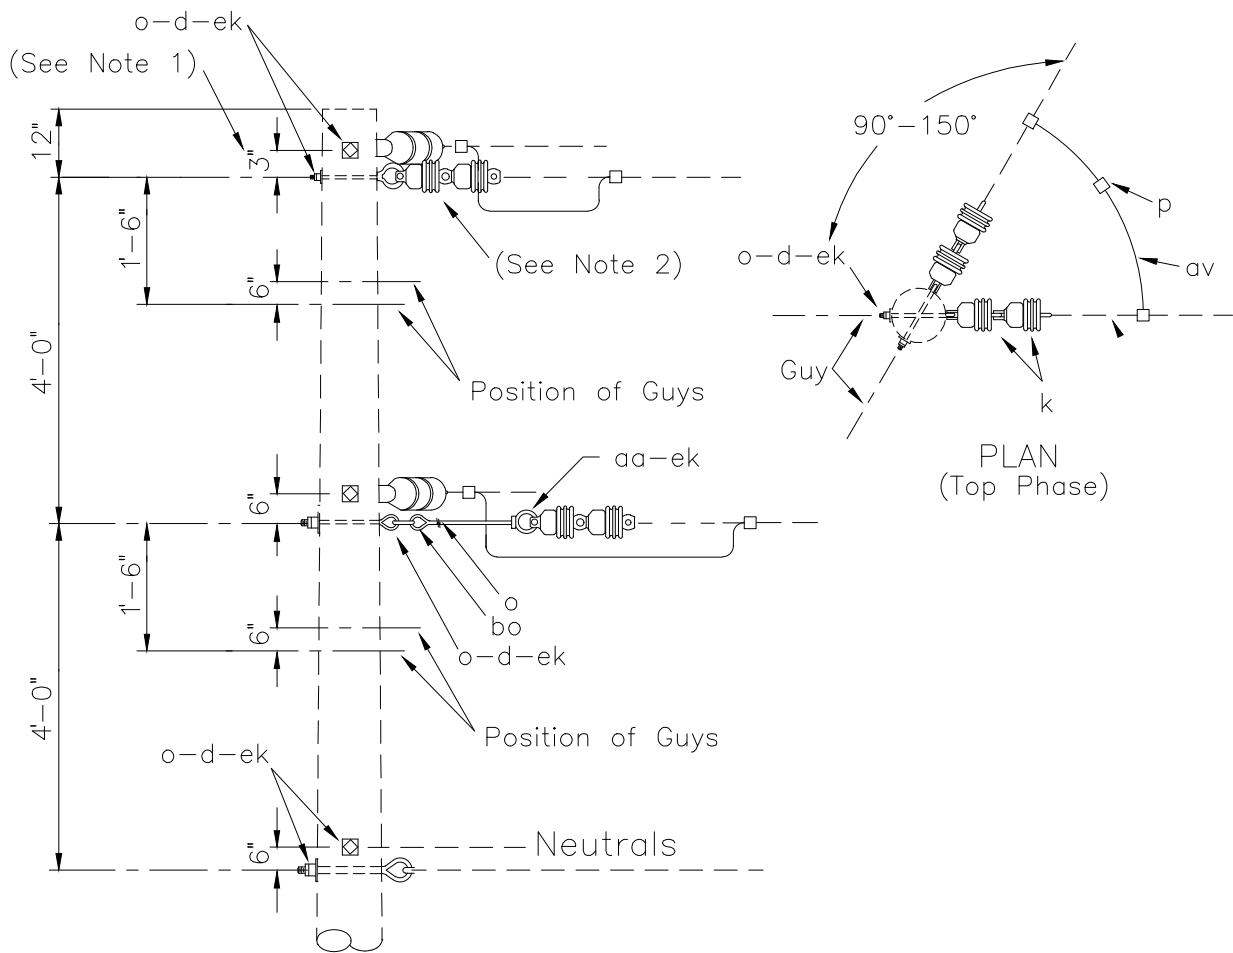 o-d-ek
(See Note 1)
12"
3"
1'-6"
6"
4'-0"
(See Note 2)
Position of Guys
90°-150°
p
o-d-ek
av
Guy
k
PLAN
(Top Phase)
aa-ek
6"
o
bo
o-d-ek
1'-6"
6"
4'-0"
Position of Guys
o-d-ek
6"
Neutrals